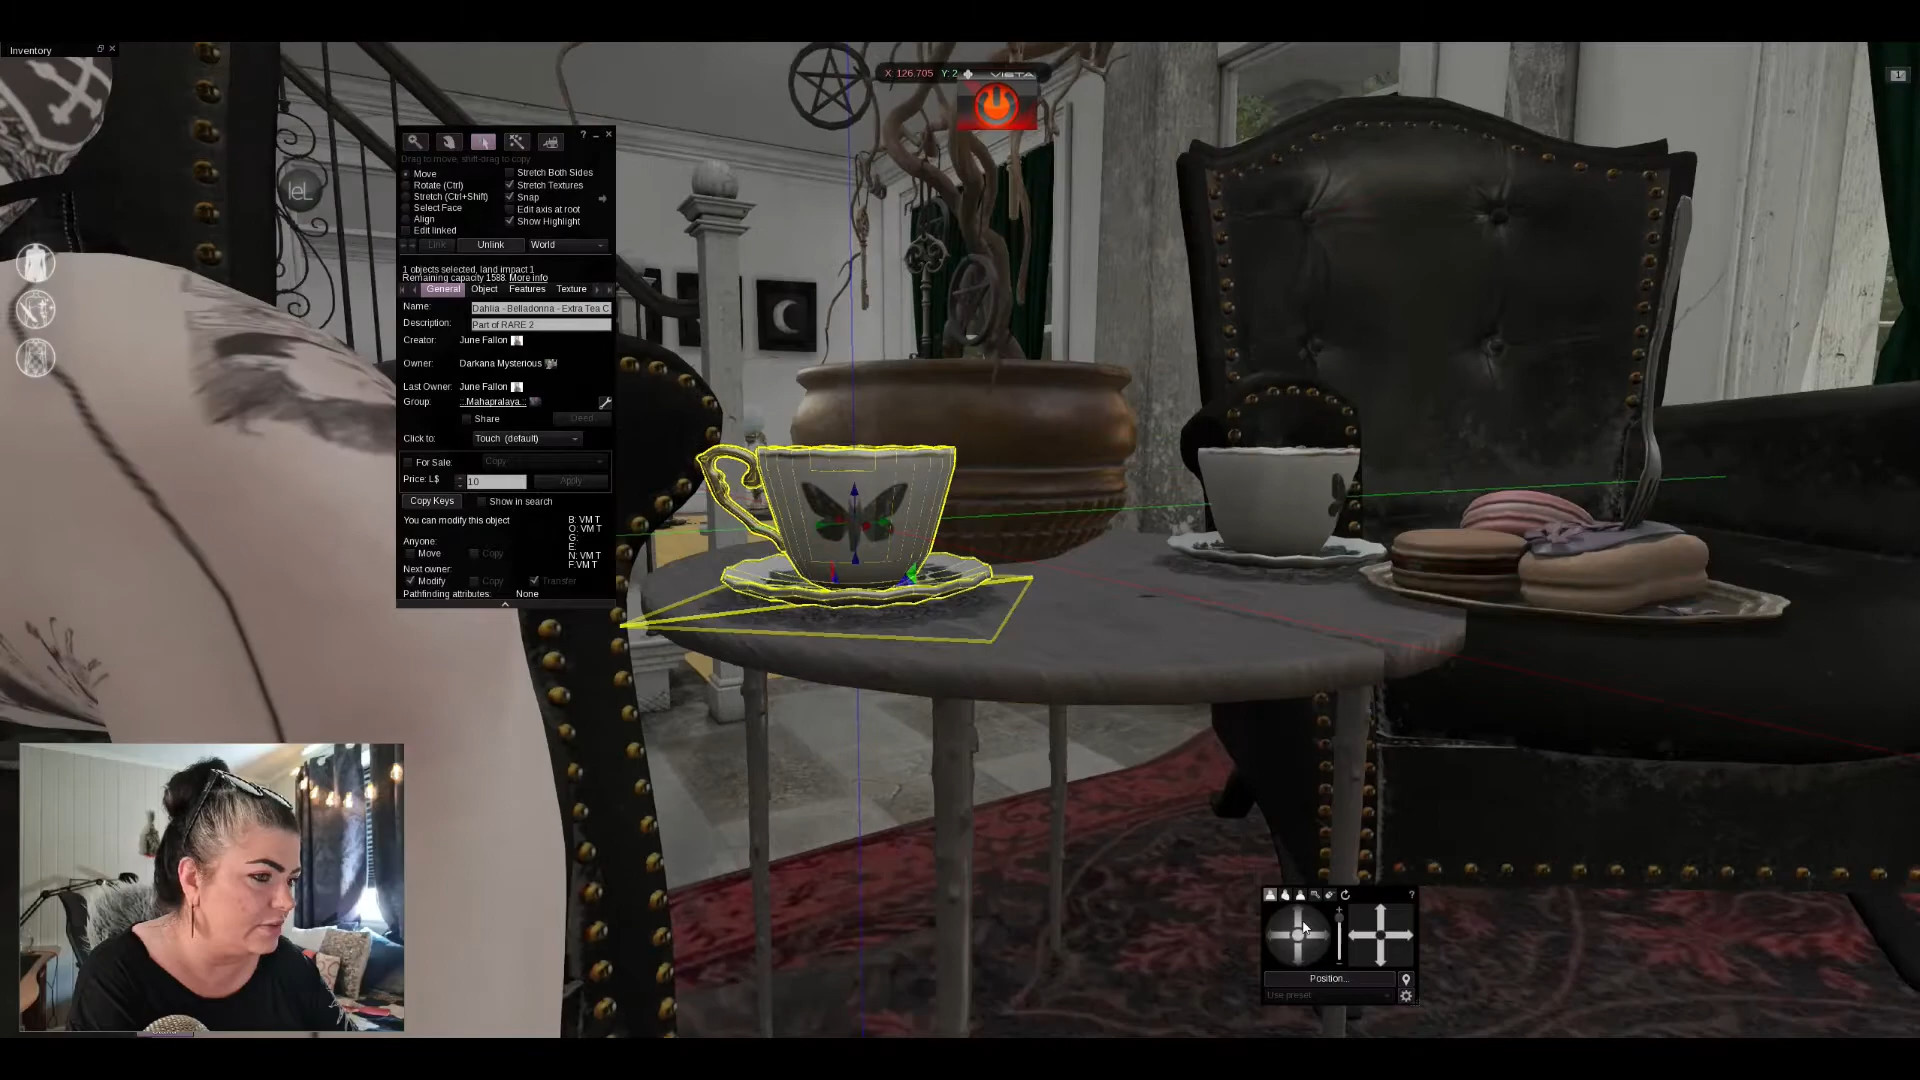 Inventory
X: 126.705 Y: 2
VISTA
leL
Drag to move, shift-drag to copy
? _ ×
Move
Rotate (Ctrl)
Stretch (Ctrl+Shift)
Select Face
Align
Edit linked
Stretch Both Sides
Stretch Textures
Snap
Edit axis at root
Show Highlight
Link Unlink World
1 objects selected, land impact 1
Remaining capacity 1588 More info
General Object Features Texture
Name: Dahlia - Belladonna - Extra Tea C
Description: Part of RARE 2
Creator: June Fallon
Owner: Darkana Mysterious
Last Owner: June Fallon
Group: .:.Mahapralaya.:.
Share Deed
Click to: Touch (default)
For Sale: Copy
Price: L$ 10 Apply
Copy Keys Show in search
You can modify this object
Anyone:
Move Copy
Next owner:
Modify Copy Transfer
B: VM T
O: VM T
G:
E:
N: VM T
F:VM T
Pathfinding attributes: None
?
Position...
Use preset
1